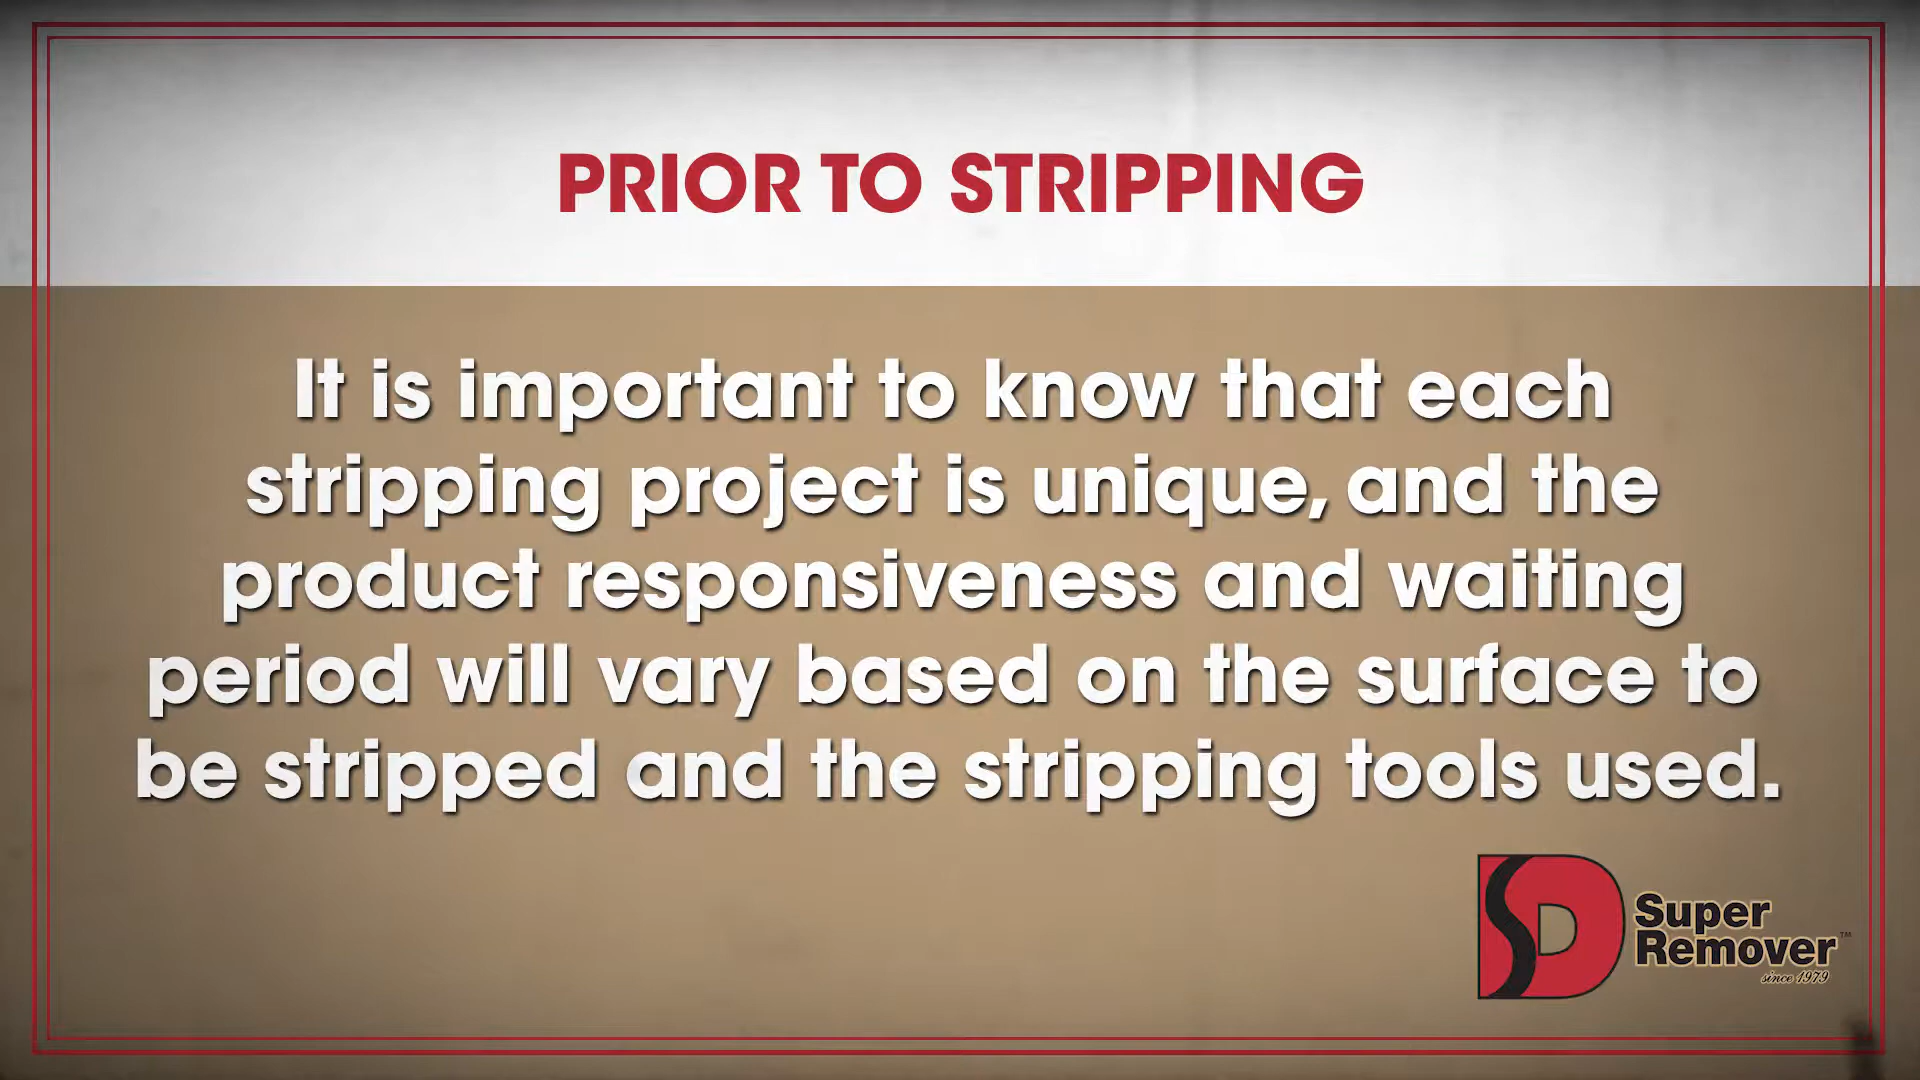 PRIOR TO STRIPPING
It is important to know that each
stripping project is unique, and the
product responsiveness and waiting
period will vary based on the surface to
be stripped and the stripping tools used.
SD
Super
Remover™
since 1979